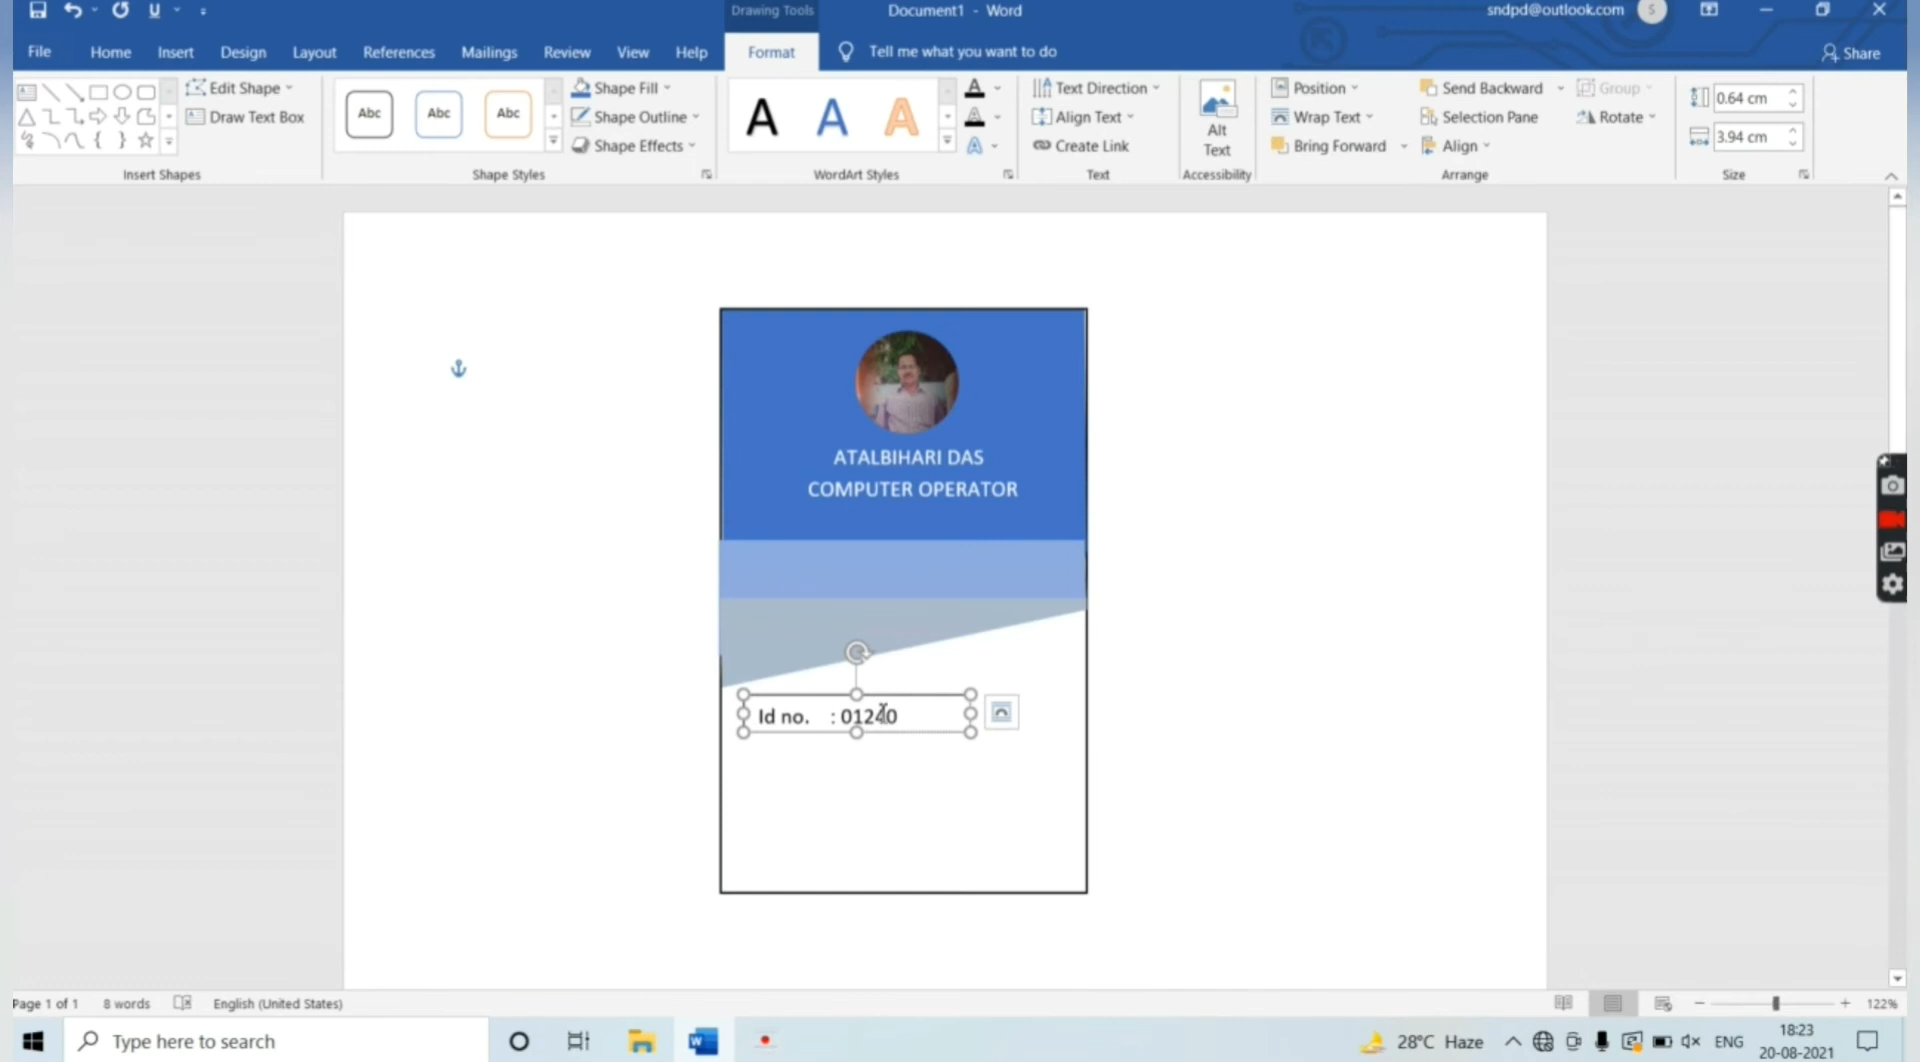 Drawing Tools
Document1 - Word
sndpd@outlook.com
S
File Home Insert Design Layout References Mailings Review View Help Format Tell me what you want to do Share
Edit Shape
Draw Text Box
Insert Shapes
Abc Abc Abc
Shape Fill
Shape Outline
Shape Effects
Shape Styles
A A A
WordArt Styles
Text Direction
Align Text
Create Link
Text
Alt
Text
Accessibility
Position
Wrap Text
Bring Forward
Send Backward
Selection Pane
Align
Group
Rotate
Arrange
0.64 cm
3.94 cm
Size
ATALBIHARI DAS
COMPUTER OPERATOR
Id no. : 01240
Page 1 of 1 8 words English (United States)
122%
Type here to search
28°C Haze
ENG
18:23
20-08-2021